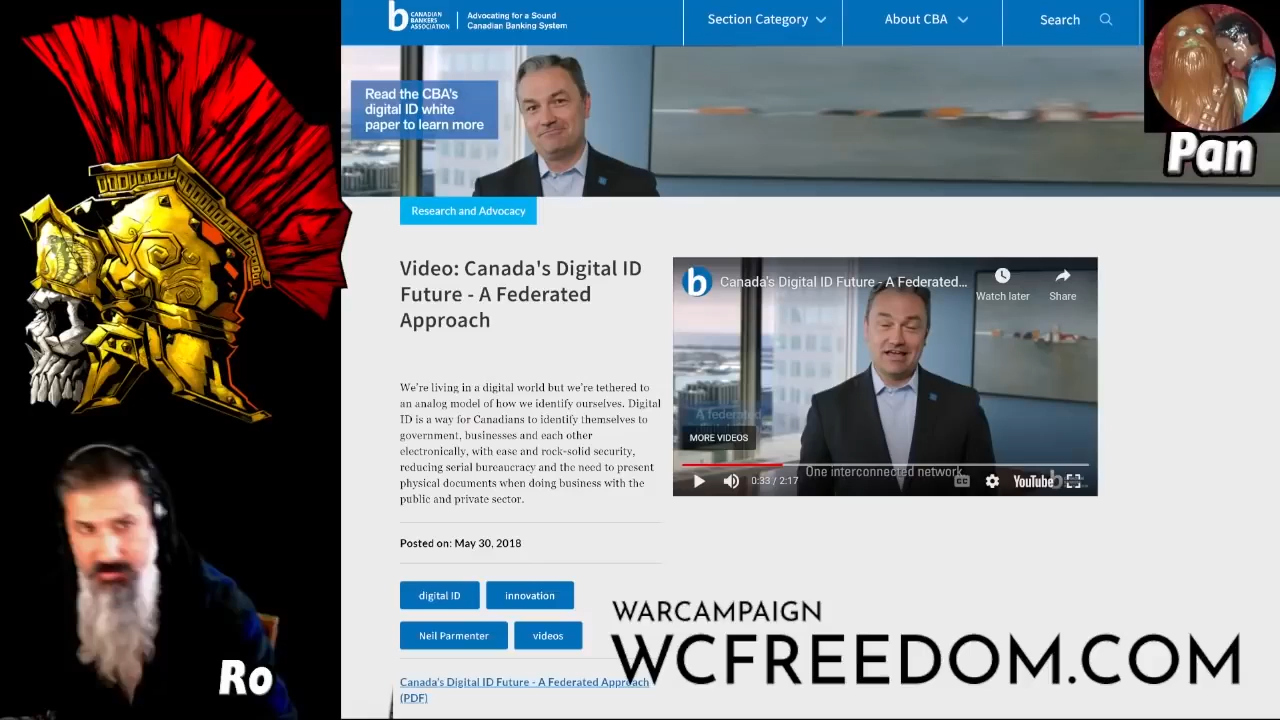 CANADIAN
BANKERS
ASSOCIATION
Advocating for a Sound
Canadian Banking System
Section Category
About CBA
Search
Read the CBA's
digital ID white
paper to learn more
Pan
Research and Advocacy
Video: Canada's Digital ID
Future - A Federated
Approach
Canada's Digital ID Future - A Federated...
Watch later
Share
We're living in a digital world but we're tethered to
an analog model of how we identify ourselves. Digital
ID is a way for Canadians to identify themselves to
government, businesses and each other
electronically, with ease and rock-solid security,
reducing serial bureaucracy and the need to present
physical documents when doing business with the
public and private sector.
A federated
MORE VIDEOS
One interconnected network.
0:33 / 2:17
CC
YouTube
Posted on: May 30, 2018
digital ID
innovation
Neil Parmenter
videos
WARCAMPAIGN
WCFREEDOM.COM
Ro
Canada's Digital ID Future - A Federated Approach
(PDF)